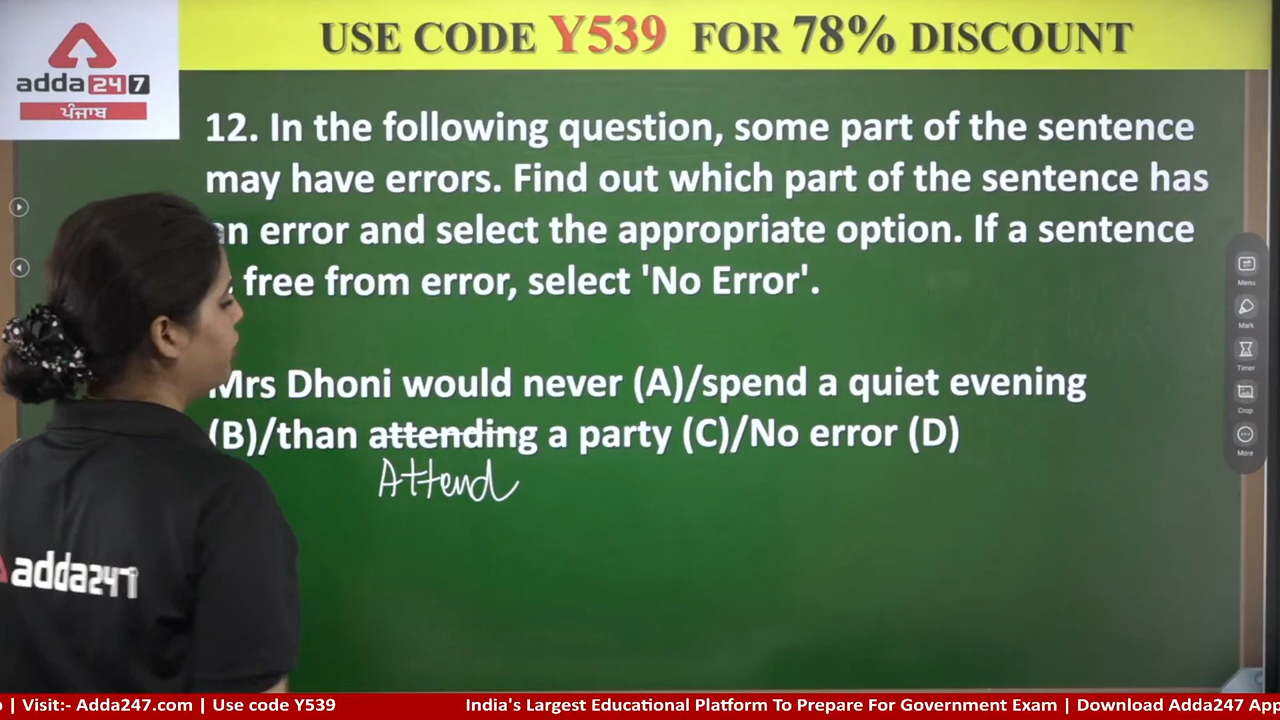 USE CODE Y539 FOR 78% DISCOUNT
adda247
ਪੰਜਾਬ
12. In the following question, some part of the sentence
may have errors. Find out which part of the sentence has
an error and select the appropriate option. If a sentence
free from error, select 'No Error'.
Mrs Dhoni would never (A)/spend a quiet evening
(B)/than attending a party (C)/No error (D)
Attend
Menu
Mark
Timer
Crop
More
adda247
| Visit:- Adda247.com | Use code Y539 India's Largest Educational Platform To Prepare For Government Exam | Download Adda247 App